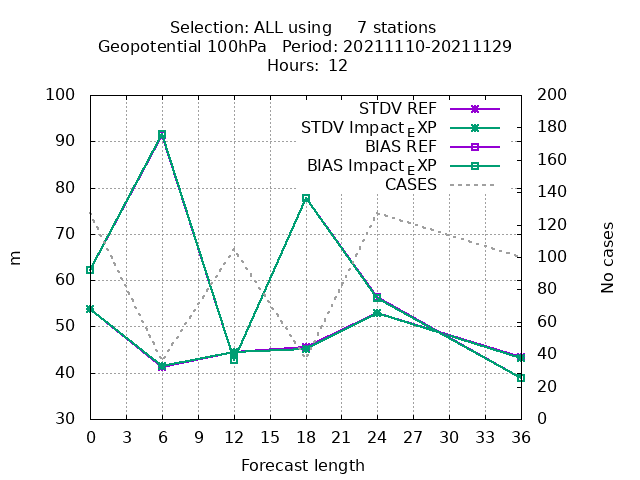 Selection: ALL using     7 stations
Geopotential 100hPa   Period: 20211110-20211129
Hours:  12
STDV REF
STDV Impact_EXP
BIAS REF
BIAS Impact_EXP
CASES
100
90
80
70
60
50
40
30
m
200
180
160
140
120
100
80
60
40
20
0
No cases
0 3 6 9 12 15 18 21 24 27 30 33 36
Forecast length